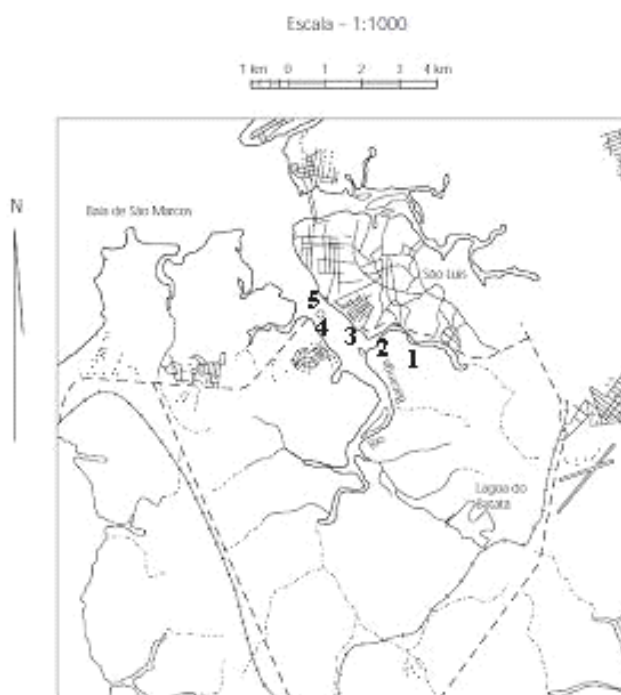 Escala – 1:1000
1 km 0 1 2 3 4 km
N
Baía de São Marcos
São Luís
5
4
3
2
1
Rio
Lagoa do